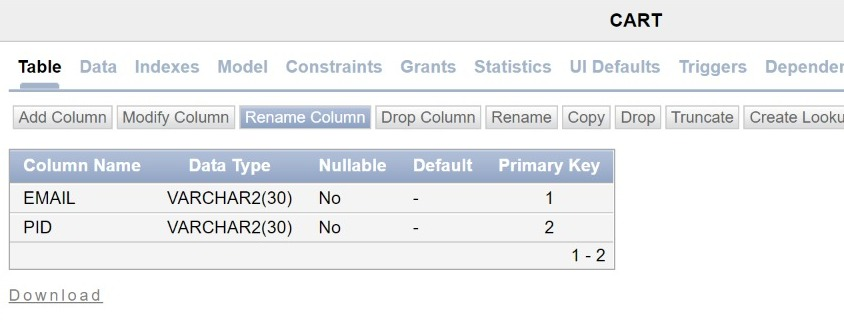 CART
Table Data Indexes Model Constraints Grants Statistics UI Defaults Triggers Depender
Add Column Modify Column Rename Column Drop Column Rename Copy Drop Truncate Create Looku
Column Name Data Type Nullable Default Primary Key
EMAIL VARCHAR2(30) No - 1
PID VARCHAR2(30) No - 2
1 - 2
Download